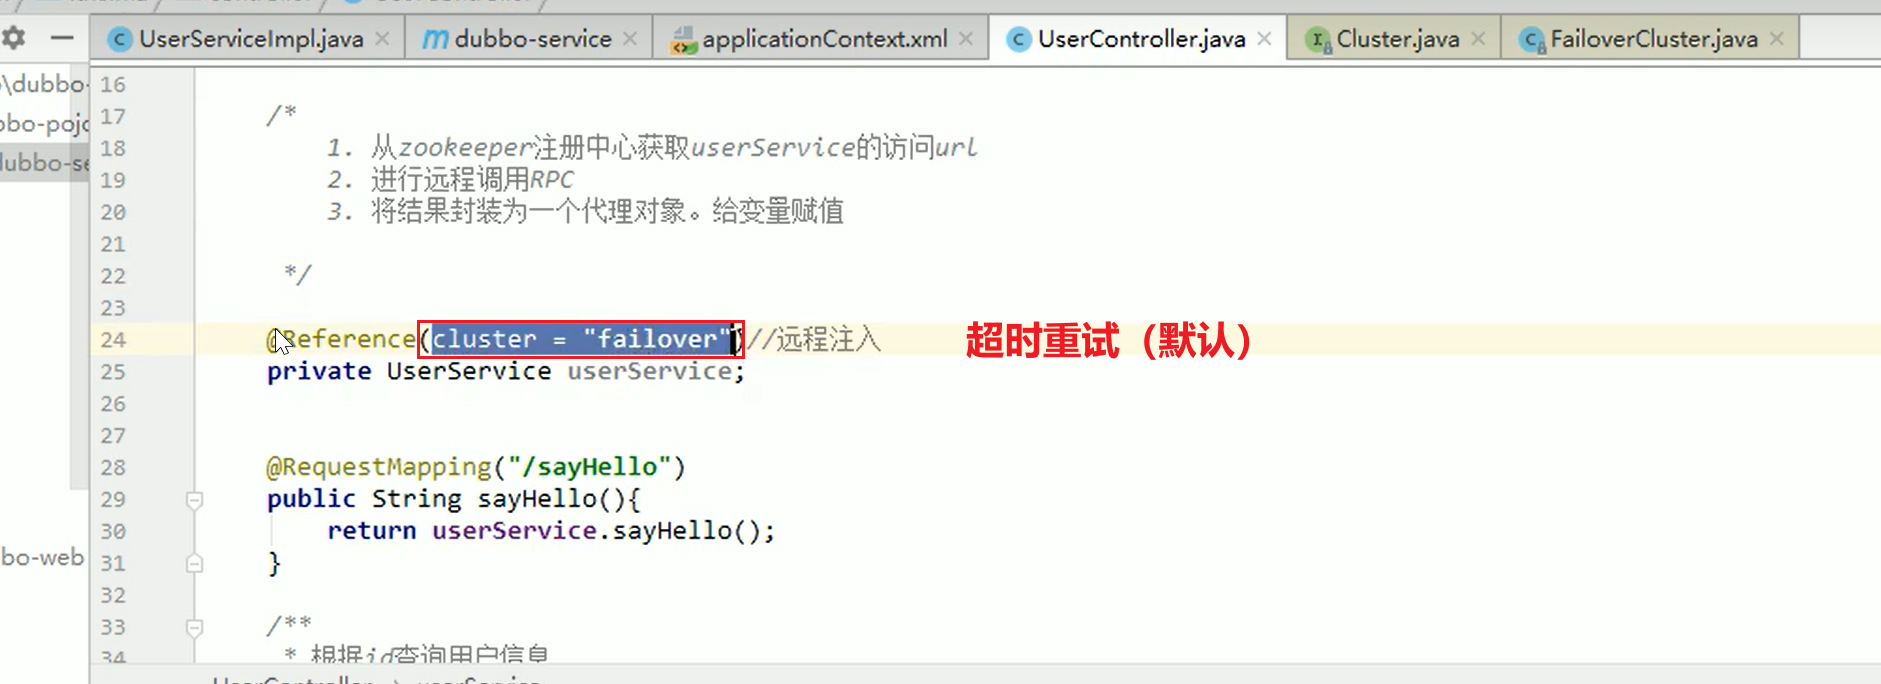 UserServiceImpl.java × dubbo-service × applicationContext.xml × UserController.java × Cluster.java × FailoverCluster.java ×
\dubbo-
bo-pojo
dubbo-se
bo-web
16
17 /*
18 1. 从zookeeper注册中心获取userService的访问url
19 2. 进行远程调用RPC
20 3. 将结果封装为一个代理对象。给变量赋值
21
22 */
23
24 @Reference(cluster = "failover")//远程注入 超时重试（默认）
25 private UserService userService;
26
27
28 @RequestMapping("/sayHello")
29 public String sayHello(){
30 return userService.sayHello();
31 }
32
33 /**
34 * 根据id查询用户信息